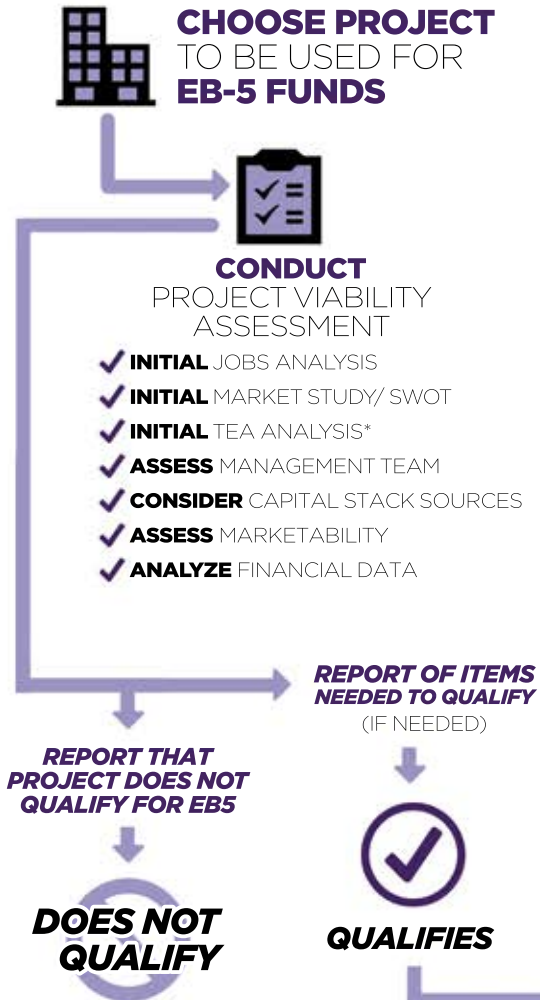 CHOOSE PROJECT
TO BE USED FOR
EB-5 FUNDS
CONDUCT
PROJECT VIABILITY
ASSESSMENT
INITIAL JOBS ANALYSIS
INITIAL MARKET STUDY/ SWOT
INITIAL TEA ANALYSIS*
ASSESS MANAGEMENT TEAM
CONSIDER CAPITAL STACK SOURCES
ASSESS MARKETABILITY
ANALYZE FINANCIAL DATA
REPORT OF ITEMS
NEEDED TO QUALIFY
(IF NEEDED)
REPORT THAT
PROJECT DOES NOT
QUALIFY FOR EB5
DOES NOT
QUALIFY
QUALIFIES